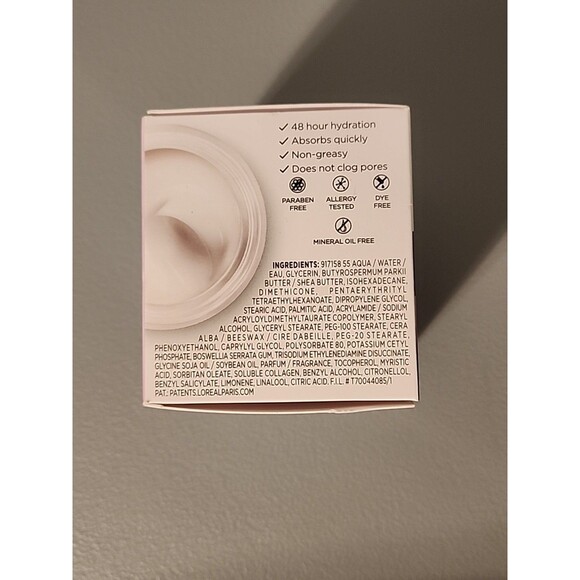 ✓ 48 hour hydration
✓ Absorbs quickly
✓ Non-greasy
✓ Does not clog pores
PARABEN FREE
ALLERGY TESTED
DYE FREE
MINERAL OIL FREE
INGREDIENTS: 917158 55 AQUA / WATER /
EAU, GLYCERIN, BUTYROSPERMUM PARKII
BUTTER / SHEA BUTTER, ISOHEXADECANE,
DIMETHICONE, PENTAERYTHRITYL
TETRAETHYLHEXANOATE, DIPROPYLENE GLYCOL,
STEARIC ACID, PALMITIC ACID, ACRYLAMIDE / SODIUM
ACRYLOYLDIMETHYLTAURATE COPOLYMER, STEARYL
ALCOHOL, GLYCERYL STEARATE, PEG-100 STEARATE, CERA
ALBA / BEESWAX / CIRE DABEILLE, PEG-20 STEARATE,
PHENOXYETHANOL, CAPRYLYL GLYCOL, POLYSORBATE 80, POTASSIUM CETYL
PHOSPHATE, BOSWELLIA SERRATA GUM, TRISODIUM ETHYLENEDIAMINE DISUCCINATE,
GLYCINE SOJA OIL / SOYBEAN OIL, PARFUM / FRAGRANCE, TOCOPHEROL, MYRISTIC
ACID, SORBITAN OLEATE, SOLUBLE COLLAGEN, BENZYL ALCOHOL, CITRONELLOL,
BENZYL SALICYLATE, LIMONENE, LINALOOL, CITRIC ACID. F.I.L. # T70044085/1
PAT.: PATENTS.LOREALPARIS.COM